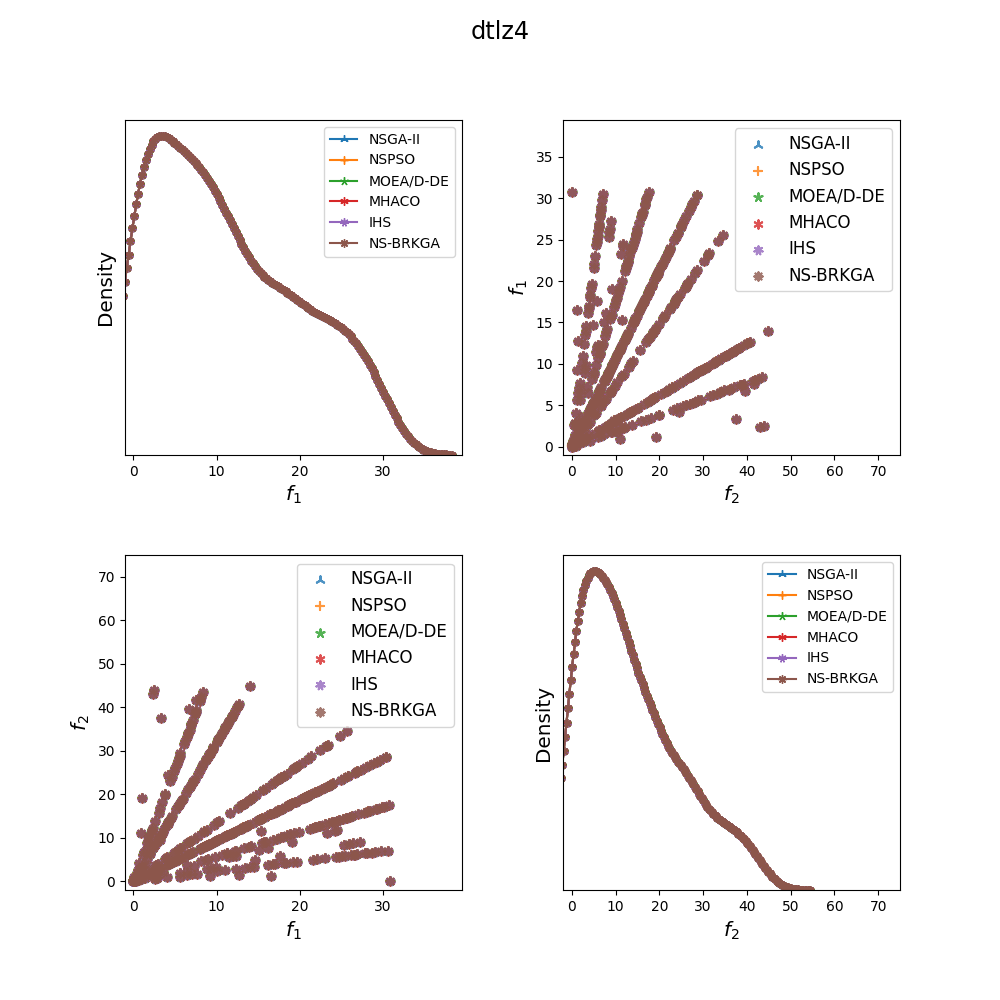 dtlz4
Density
NSGA-II
NSPSO
MOEA/D-DE
MHACO
IHS
NS-BRKGA
0 10 20 30
f1
f1
35
30
25
20
15
10
5
0
NSGA-II
NSPSO
MOEA/D-DE
MHACO
IHS
NS-BRKGA
0 10 20 30 40 50 60 70
f2
f2
70
60
50
40
30
20
10
0
NSGA-II
NSPSO
MOEA/D-DE
MHACO
IHS
NS-BRKGA
0 10 20 30
f1
Density
NSGA-II
NSPSO
MOEA/D-DE
MHACO
IHS
NS-BRKGA
0 10 20 30 40 50 60 70
f2